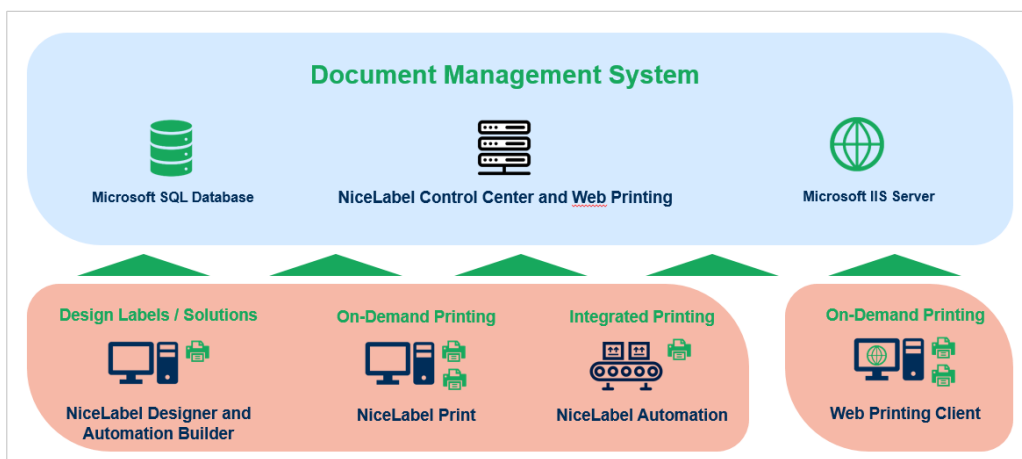 Document Management System
Microsoft SQL Database
NiceLabel Control Center and Web Printing
Microsoft IIS Server
Design Labels / Solutions
On-Demand Printing
Integrated Printing
On-Demand Printing
NiceLabel Designer and
Automation Builder
NiceLabel Print
NiceLabel Automation
Web Printing Client